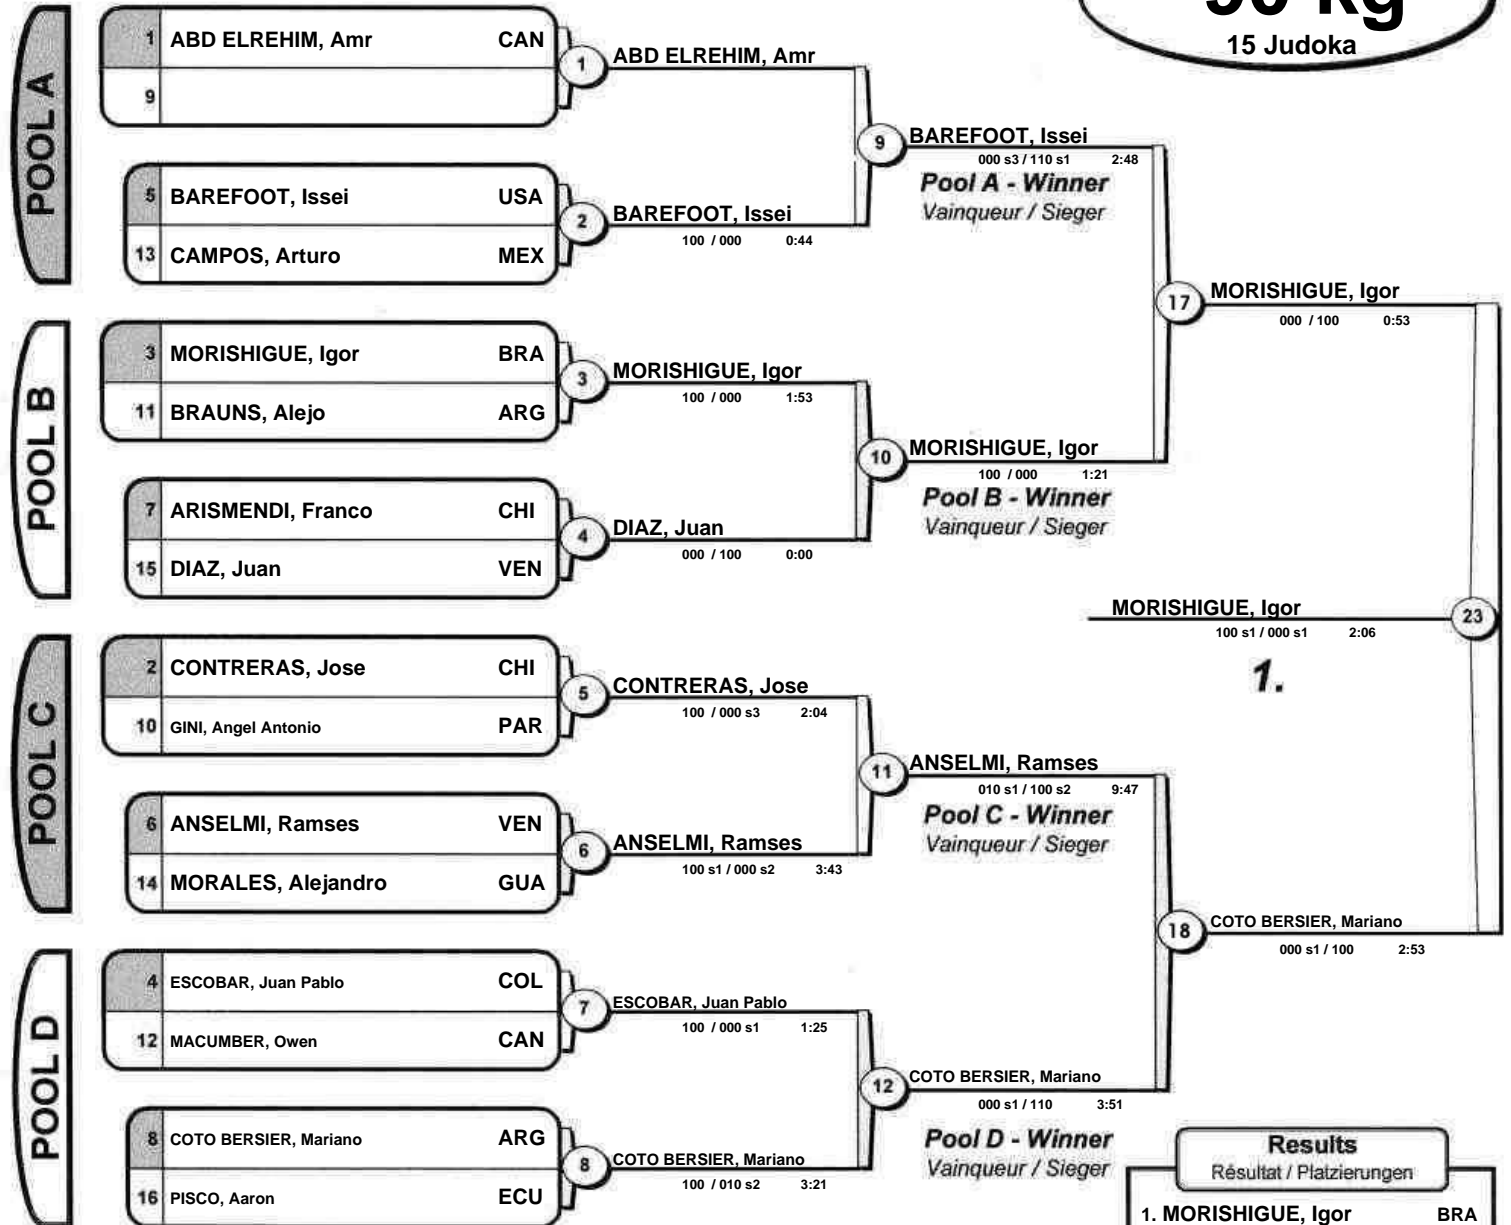 15 Judoka
POOL A
1 ABD ELREHIM, Amr CAN
9
1
ABD ELREHIM, Amr
5 BAREFOOT, Issei USA
13 CAMPOS, Arturo MEX
2
BAREFOOT, Issei
100 / 000 0:44
9
BAREFOOT, Issei
000 s3 / 110 s1 2:48
Pool A - Winner
Vainqueur / Sieger
POOL B
3 MORISHIGUE, Igor BRA
11 BRAUNS, Alejo ARG
3
MORISHIGUE, Igor
100 / 000 1:53
7 ARISMENDI, Franco CHI
15 DIAZ, Juan VEN
4
DIAZ, Juan
000 / 100 0:00
10
MORISHIGUE, Igor
100 / 000 1:21
Pool B - Winner
Vainqueur / Sieger
17
MORISHIGUE, Igor
000 / 100 0:53
POOL C
2 CONTRERAS, Jose CHI
10 GINI, Angel Antonio PAR
5
CONTRERAS, Jose
100 / 000 s3 2:04
6 ANSELMI, Ramses VEN
14 MORALES, Alejandro GUA
6
ANSELMI, Ramses
100 s1 / 000 s2 3:43
11
ANSELMI, Ramses
010 s1 / 100 s2 9:47
Pool C - Winner
Vainqueur / Sieger
POOL D
4 ESCOBAR, Juan Pablo COL
12 MACUMBER, Owen CAN
7
ESCOBAR, Juan Pablo
100 / 000 s1 1:25
8 COTO BERSIER, Mariano ARG
16 PISCO, Aaron ECU
8
COTO BERSIER, Mariano
100 / 010 s2 3:21
12
COTO BERSIER, Mariano
000 s1 / 110 3:51
Pool D - Winner
Vainqueur / Sieger
18
COTO BERSIER, Mariano
000 s1 / 100 2:53
MORISHIGUE, Igor
23
100 s1 / 000 s1 2:06
1.
Results
Résultat / Platzierungen
1. MORISHIGUE, Igor BRA